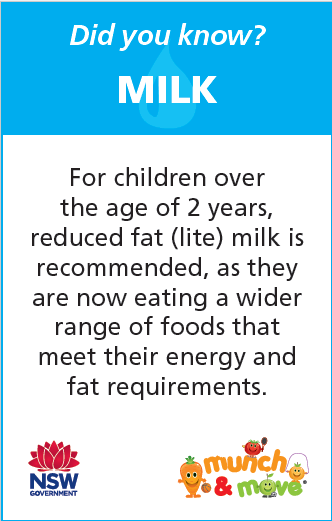 Did you know?
MILK
For children over
the age of 2 years,
reduced fat (lite) milk is
recommended, as they
are now eating a wider
range of foods that
meet their energy and
fat requirements.
NSW
GOVERNMENT
munch
& move